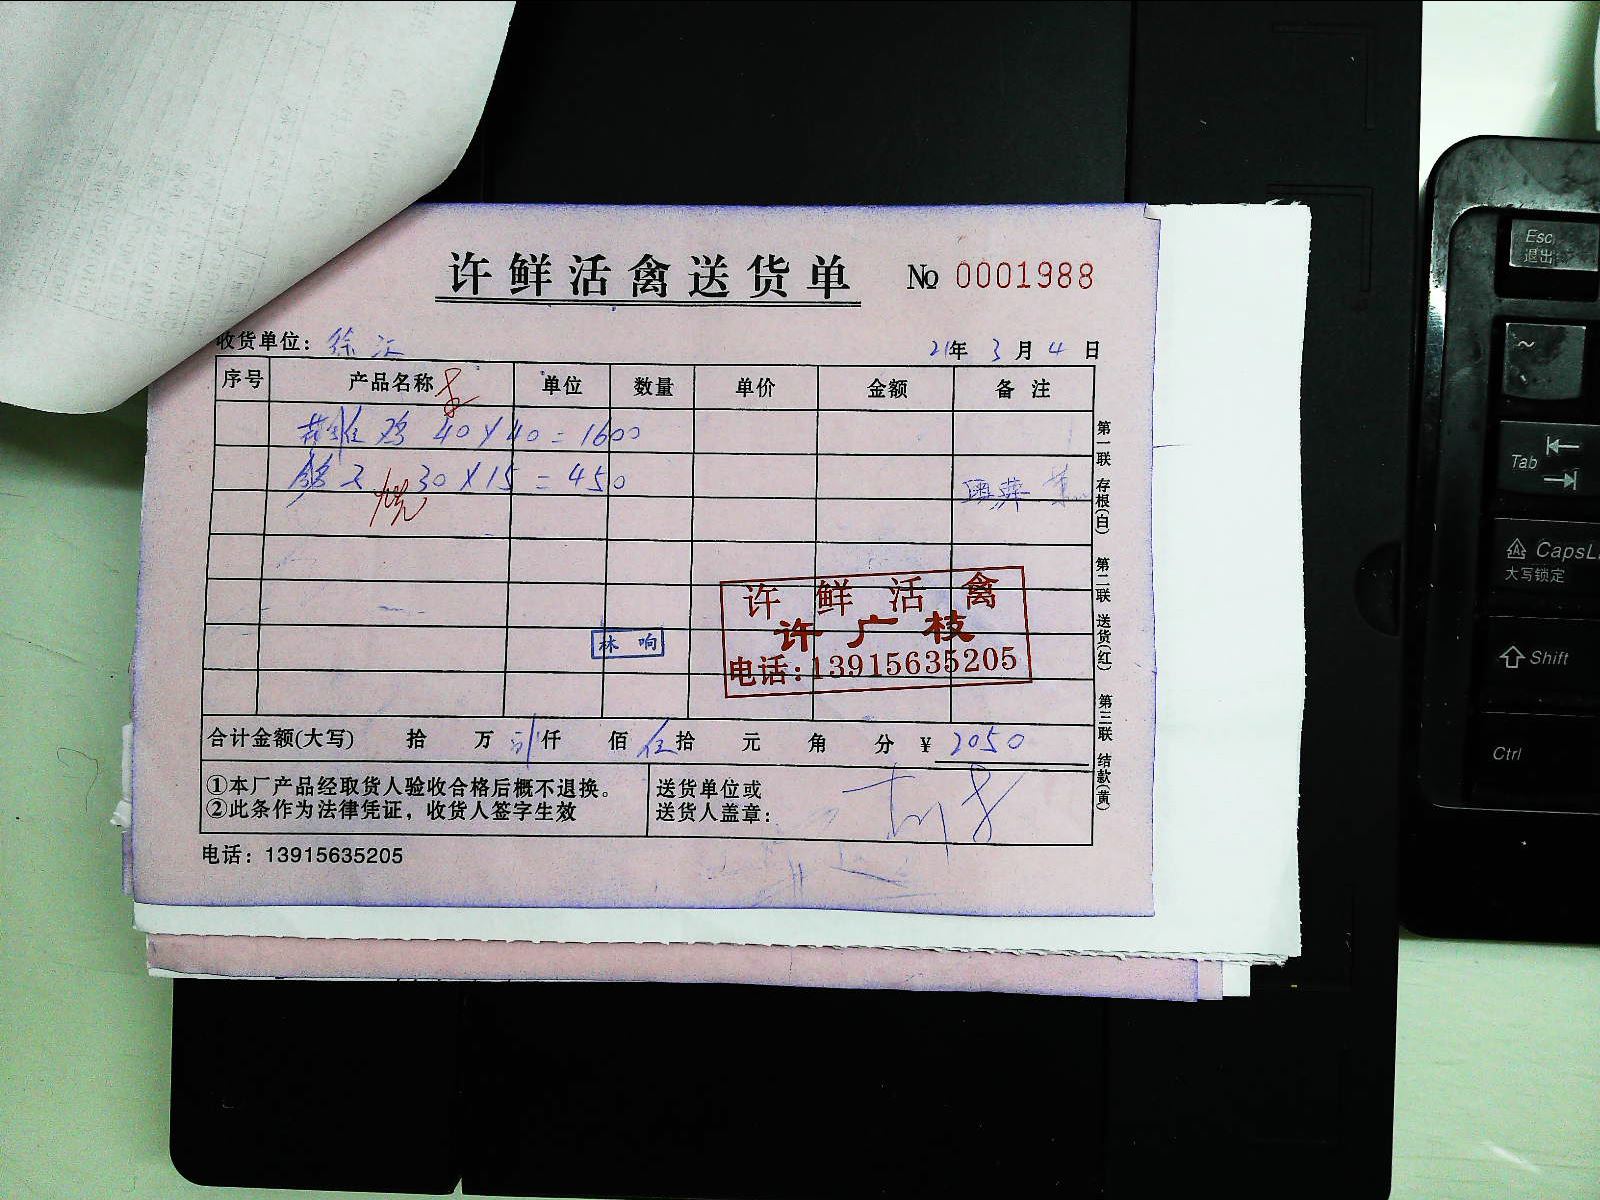 许鲜活禽送货单 № 0001988
收货单位： 徐汇 21年 3月 4日
序号 产品名称 单位 数量 单价 金额 备注
鸡 40×40=1600
30×15=450
第一联 存根(白) 第二联 送货(红) 第三联 结款(黄)
许鲜活禽
许广枝
电话:13915635205
林响
合计金额(大写) 拾 万 仟 佰 伍拾 元 角 分 ¥ 2050
①本厂产品经取货人验收合格后概不退换。
②此条作为法律凭证，收货人签字生效
送货单位或
送货人盖章：
电话：13915635205
Esc
退出
~
Tab
CapsL
大写锁定
Shift
Ctrl